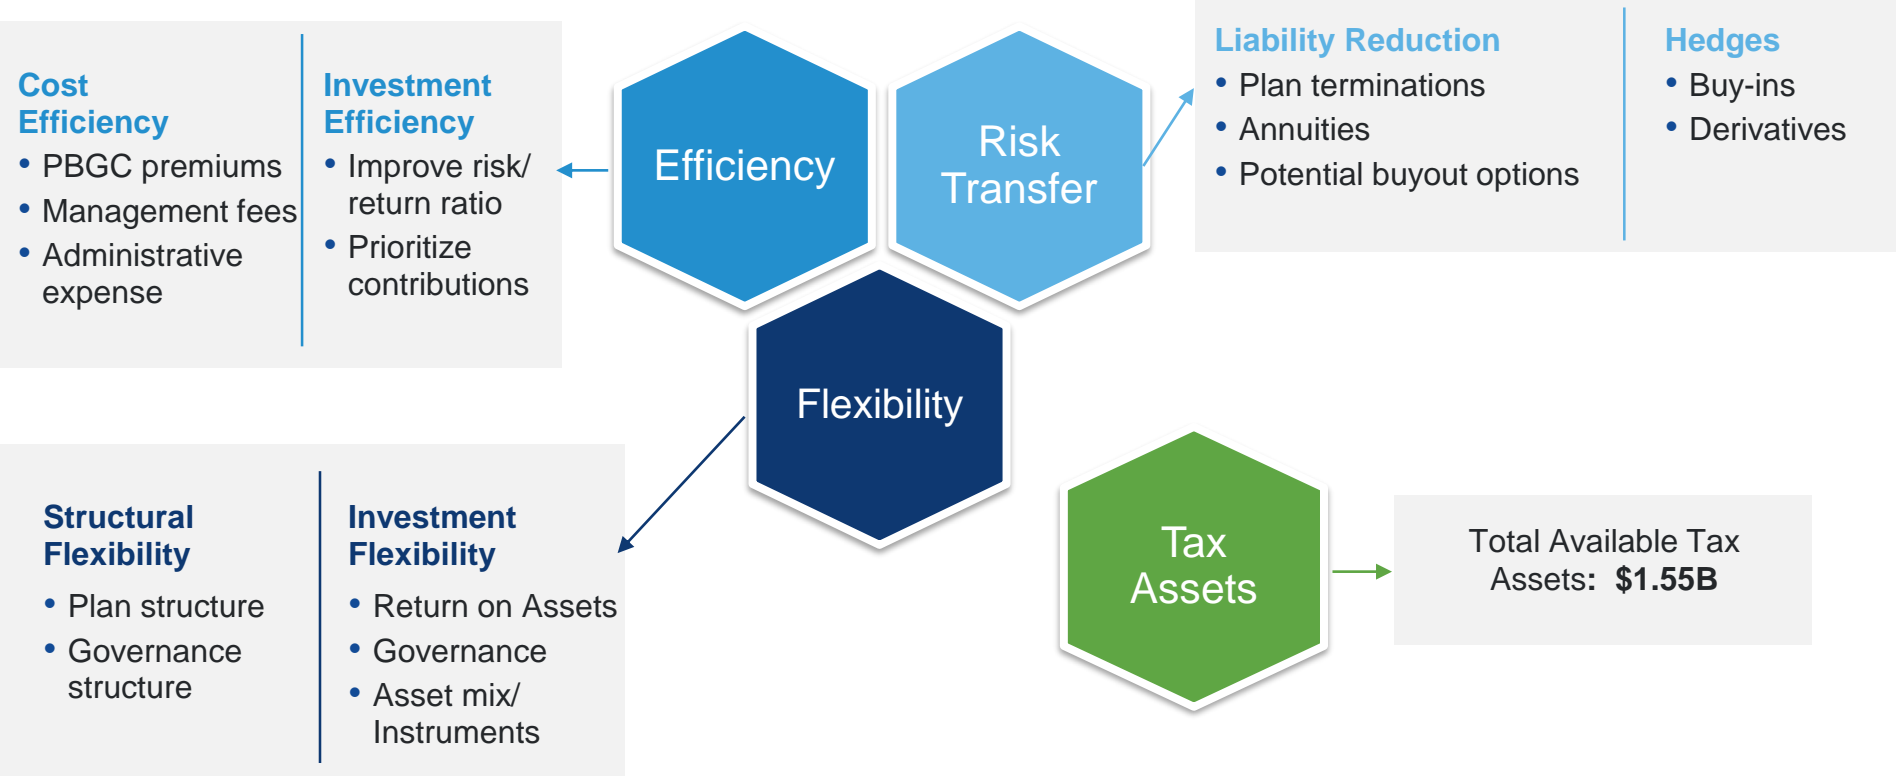 Cost
Efficiency
• PBGC premiums
• Management fees
• Administrative
expense
Investment
Efficiency
• Improve risk/
return ratio
• Prioritize
contributions
Efficiency
Risk
Transfer
Liability Reduction
• Plan terminations
• Annuities
• Potential buyout options
Hedges
• Buy-ins
• Derivatives
Flexibility
Structural
Flexibility
• Plan structure
• Governance
structure
Investment
Flexibility
• Return on Assets
• Governance
• Asset mix/
Instruments
Tax
Assets
Total Available Tax
Assets: $1.55B